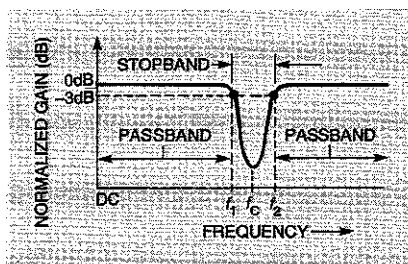 STOPBAND
0dB
–3dB
PASSBAND
PASSBAND
NORMALIZED GAIN (dB)
DC
f1 fC f2
FREQUENCY